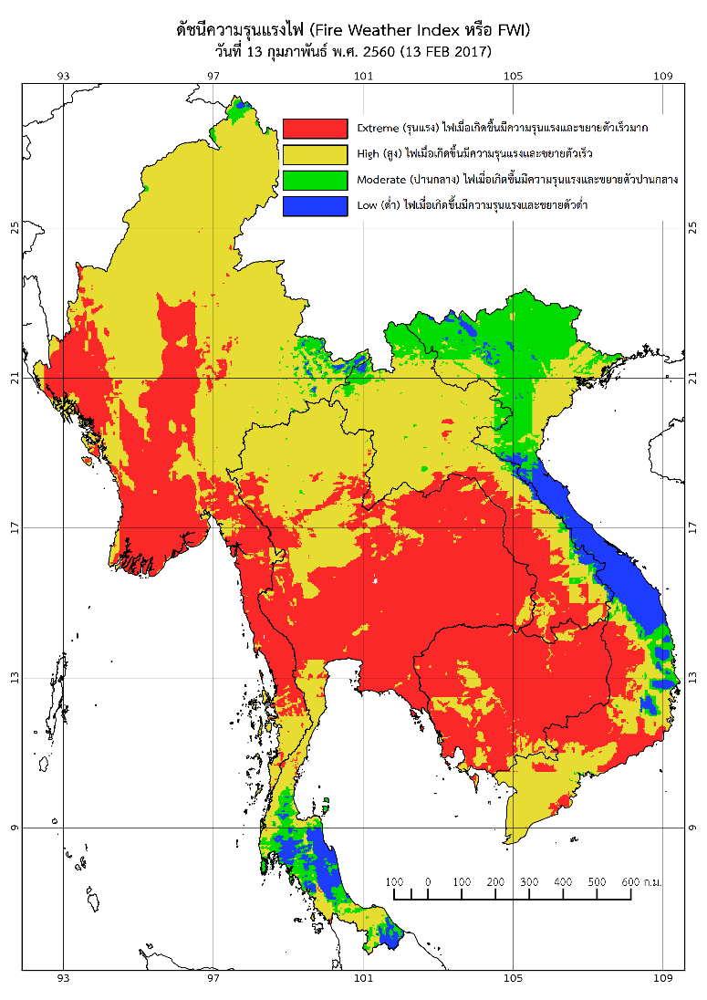 ดัชนีความรุนแรงไฟ (Fire Weather Index หรือ FWI)
วันที่ 13 กุมภาพันธ์ พ.ศ. 2560 (13 FEB 2017)
93 97 101 105 109
Extreme (รุนแรง) ไฟเมื่อเกิดขึ้นมีความรุนแรงและขยายตัวเร็วมาก
High (สูง) ไฟเมื่อเกิดขึ้นมีความรุนแรงและขยายตัวเร็ว
Moderate (ปานกลาง) ไฟเมื่อเกิดขึ้นมีความรุนแรงและขยายตัวปานกลาง
Low (ต่ำ) ไฟเมื่อเกิดขึ้นมีความรุนแรงและขยายตัวต่ำ
25 25
21 21
17 17
13 13
9 9
100 0 100 200 300 400 500 600 ก.ม.
93 97 101 105 109